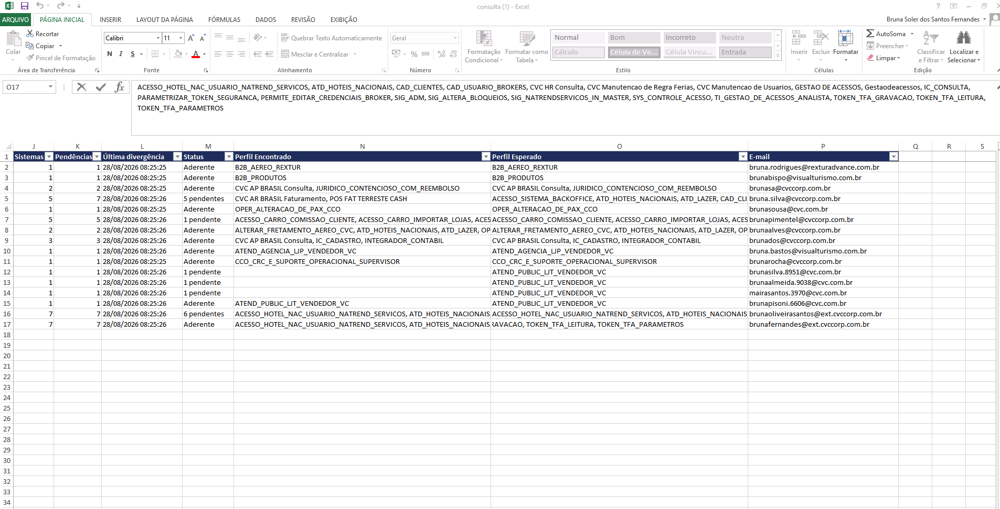 consulta (1) - Excel
ARQUIVO PÁGINA INICIAL INSERIR LAYOUT DA PÁGINA FÓRMULAS DADOS REVISÃO EXIBIÇÃO Bruna Soler dos Santos Fernandes
Colar
Recortar
Copiar
Pincel de Formatação
Área de Transferência
Calibri 11
N I S
Fonte
Quebrar Texto Automaticamente
Mesclar e Centralizar
Alinhamento
Geral
% 000
Número
Formatação Condicional
Formatar como Tabela
Normal Bom Incorreto Neutra
Cálculo Célula de Ve... Célula Vincu... Entrada
Estilo
Inserir Excluir Formatar
Células
AutoSoma
Preencher
Limpar
Classificar e Filtrar
Localizar e Selecionar
Edição
O17
ACESSO_HOTEL_NAC_USUARIO_NATREND_SERVICOS, ATD_HOTEIS_NACIONAIS, CAD_CLIENTES, CAD_USUARIO_BROKERS, CVC HR Consulta, CVC Manutencao de Regra Ferias, CVC Manutencao de Usuarios, GESTAO DE ACESSOS, Gestaodeacessos, IC_CONSULTA,
PARAMETRIZAR_TOKEN_SEGURANCA, PERMITE_EDITAR_CREDENCIAIS_BROKER, SIG_ADM, SIG_ALTERA_BLOQUEIOS, SIG_NATRENDSERVICOS_IN_MASTER, SYS_CONTROLE_ACESSO, TI_GESTAO_DE_ACESSOS_ANALISTA, TOKEN_TFA_GRAVACAO, TOKEN_TFA_LEITURA,
TOKEN_TFA_PARAMETROS
J K L M N O P Q R S
1 Sistemas Pendências Última divergência Status Perfil Encontrado Perfil Esperado E-mail
2 1 1 28/08/2026 08:25:25 Aderente B2B_AEREO_REXTUR B2B_AEREO_REXTUR bruna.rodrigues@rexturadvance.com.br
3 1 1 28/08/2026 08:25:25 Aderente B2B_PRODUTOS B2B_PRODUTOS brunabispo@visualturismo.com.br
4 2 2 28/08/2026 08:25:25 Aderente CVC AP BRASIL Consulta, JURIDICO_CONTENCIOSO_COM_REEMBOLSO CVC AP BRASIL Consulta, JURIDICO_CONTENCIOSO_COM_REEMBOLSO brunasa@cvccorp.com.br
5 5 7 28/08/2026 08:25:26 5 pendentes CVC AR BRASIL Faturamento, POS FAT TERRESTE CASH ACESSO_SISTEMA_BACKOFFICE, ATD_HOTEIS_NACIONAIS, ATD_LAZER, CAD_CLI bruna.silva@cvccorp.com.br
6 1 1 28/08/2026 08:25:25 Aderente OPER_ALTERACAO_DE_PAX_CCO OPER_ALTERACAO_DE_PAX_CCO brunasousa@cvc.com.br
7 5 5 28/08/2026 08:25:26 1 pendente ACESSO_CARRO_COMISSAO_CLIENTE, ACESSO_CARRO_IMPORTAR_LOJAS, ACES ACESSO_CARRO_COMISSAO_CLIENTE, ACESSO_CARRO_IMPORTAR_LOJAS, ACES brunapimentel@cvccorp.com.br
8 2 2 28/08/2026 08:25:26 Aderente ALTERAR_FRETAMENTO_AEREO_CVC, ATD_HOTEIS_NACIONAIS, ATD_LAZER, OP ALTERAR_FRETAMENTO_AEREO_CVC, ATD_HOTEIS_NACIONAIS, ATD_LAZER, OP brunaalves@cvccorp.com.br
9 3 3 28/08/2026 08:25:26 Aderente CVC AP BRASIL Consulta, IC_CADASTRO, INTEGRADOR_CONTABIL CVC AP BRASIL Consulta, IC_CADASTRO, INTEGRADOR_CONTABIL brunados@cvccorp.com.br
10 1 1 28/08/2026 08:25:26 Aderente ATEND_AGENCIA_LJP_VENDEDOR_VC ATEND_AGENCIA_LJP_VENDEDOR_VC bruna.bastos@visualturismo.com.br
11 1 1 28/08/2026 08:25:25 Aderente CCO_CRC_E_SUPORTE_OPERACIONAL_SUPERVISOR CCO_CRC_E_SUPORTE_OPERACIONAL_SUPERVISOR brunarocha@cvccorp.com.br
12 1 1 28/08/2026 08:25:26 1 pendente ATEND_PUBLIC_LJT_VENDEDOR_VC brunasilva.8951@cvc.com.br
13 1 1 28/08/2026 08:25:26 1 pendente ATEND_PUBLIC_LJT_VENDEDOR_VC brunaalmeida.9038@cvc.com.br
14 1 1 28/08/2026 08:25:26 1 pendente ATEND_PUBLIC_LJT_VENDEDOR_VC mairasantos.3970@cvc.com.br
15 1 1 28/08/2026 08:25:26 Aderente ATEND_PUBLIC_LJT_VENDEDOR_VC ATEND_PUBLIC_LJT_VENDEDOR_VC brunapisoni.6606@cvc.com.br
16 7 7 28/08/2026 08:25:26 6 pendentes ACESSO_HOTEL_NAC_USUARIO_NATREND_SERVICOS, ATD_HOTEIS_NACIONAIS, ACESSO_HOTEL_NAC_USUARIO_NATREND_SERVICOS, ATD_HOTEIS_NACIONAIS, brunaoliveirasantos@ext.cvccorp.com.br
17 7 7 28/08/2026 08:25:26 Aderente ACESSO_HOTEL_NAC_USUARIO_NATREND_SERVICOS, ATD_HOTEIS_NACIONAIS RAVACAO, TOKEN_TFA_LEITURA, TOKEN_TFA_PARAMETROS brunafernandes@ext.cvccorp.com.br
18
19
20
21
22
23
24
25
26
27
28
29
30
31
32
33
34